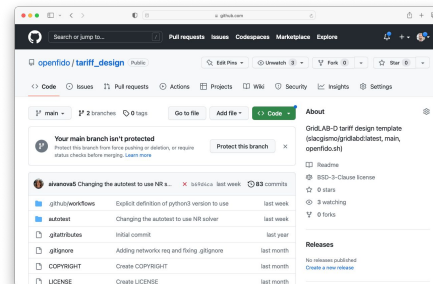 github.com
Search or jump to...
/
Pull requests Issues Codespaces Marketplace Explore
openfido / tariff_design Public
Edit Pins Unwatch 3 Fork 0 Star 0
Code Issues Pull requests Actions Projects Wiki Security Insights Settings
main 2 branches 0 tags Go to file Add file Code
Your main branch isn't protected
Protect this branch from force pushing or deletion, or require
status checks before merging. Learn more
Protect this branch
aivanova5 Changing the autotest to use NR s... last week 83 commits
.github/workflows Explicit definition of python3 version to use last week
autotest Changing the autotest to use NR solver last week
.gitattributes Initial commit last year
.gitignore Adding networkx req and fixing .gitignore last month
COPYRIGHT Create COPYRIGHT last month
LICENSE Create LICENSE last month
About
GridLAB-D tariff design template
(slacgismo/gridlabd:latest, main,
openfido.sh)
Readme
BSD-3-Clause license
0 stars
3 watching
0 forks
Releases
No releases published
Create a new release